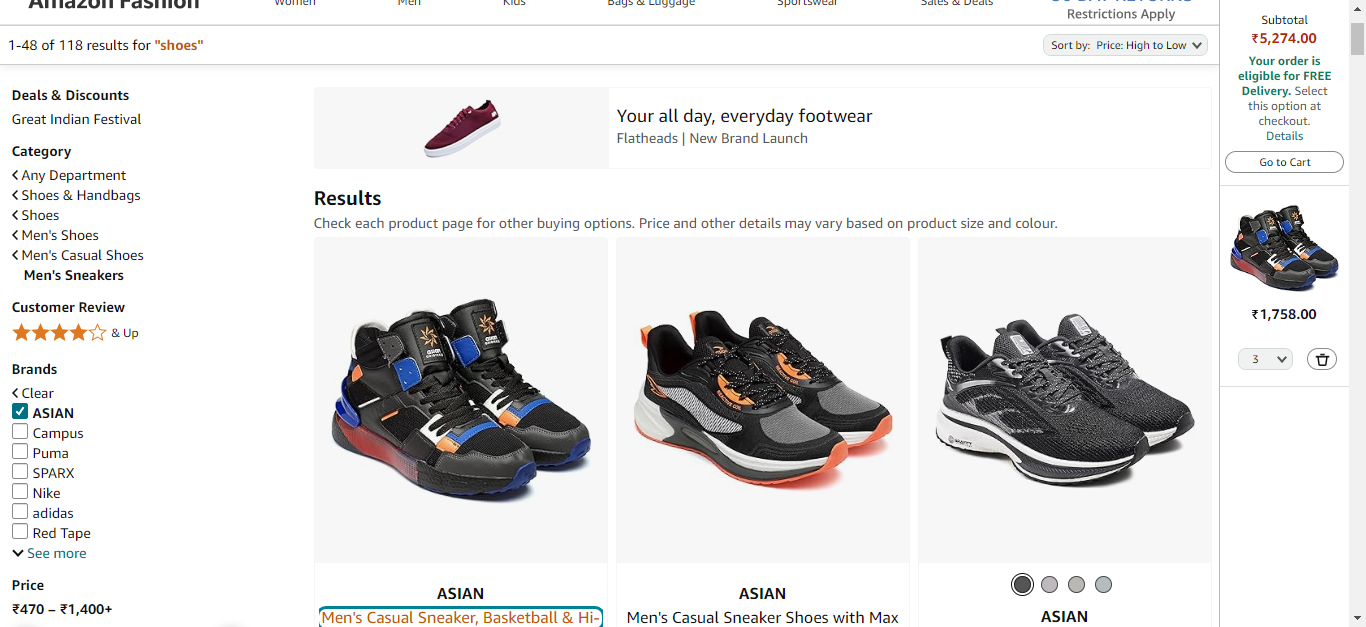 Amazon Fashion
Women
Men
Kids
Bags & Luggage
Sportswear
Sales & Deals
Restrictions Apply
1-48 of 118 results for "shoes"
Sort by: Price: High to Low
Deals & Discounts
Great Indian Festival
Category
Any Department
Shoes & Handbags
Shoes
Men's Shoes
Men's Casual Shoes
Men's Sneakers
Customer Review
& Up
Brands
Clear
ASIAN
Campus
Puma
SPARX
Nike
adidas
Red Tape
See more
Price
₹470 – ₹1,400+
Your all day, everyday footwear
Flatheads | New Brand Launch
Results
Check each product page for other buying options. Price and other details may vary based on product size and colour.
ASIAN
Men's Casual Sneaker, Basketball & Hi-
ASIAN
Men's Casual Sneaker Shoes with Max
ASIAN
Subtotal
₹5,274.00
Your order is
eligible for FREE
Delivery. Select
this option at
checkout.
Details
Go to Cart
₹1,758.00
3